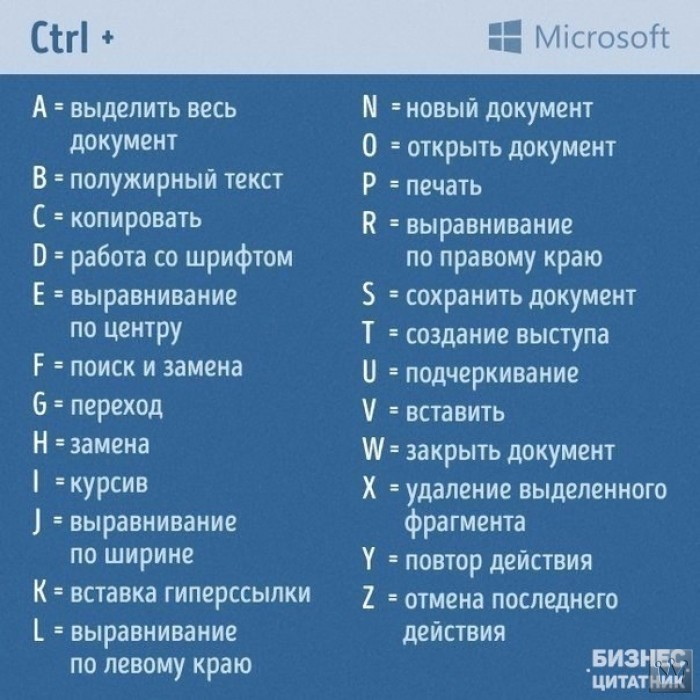 Ctrl +
Microsoft
A = выделить весь
документ
B = полужирный текст
C = копировать
D = работа со шрифтом
E = выравнивание
по центру
F = поиск и замена
G = переход
H = замена
I = курсив
J = выравнивание
по ширине
K = вставка гиперссылки
L = выравнивание
по левому краю
N = новый документ
O = открыть документ
P = печать
R = выравнивание
по правому краю
S = сохранить документ
T = создание выступа
U = подчеркивание
V = вставить
W = закрыть документ
X = удаление выделенного
фрагмента
Y = повтор действия
Z = отмена последнего
действия
БИЗНЕС
ЦИТАТНИК